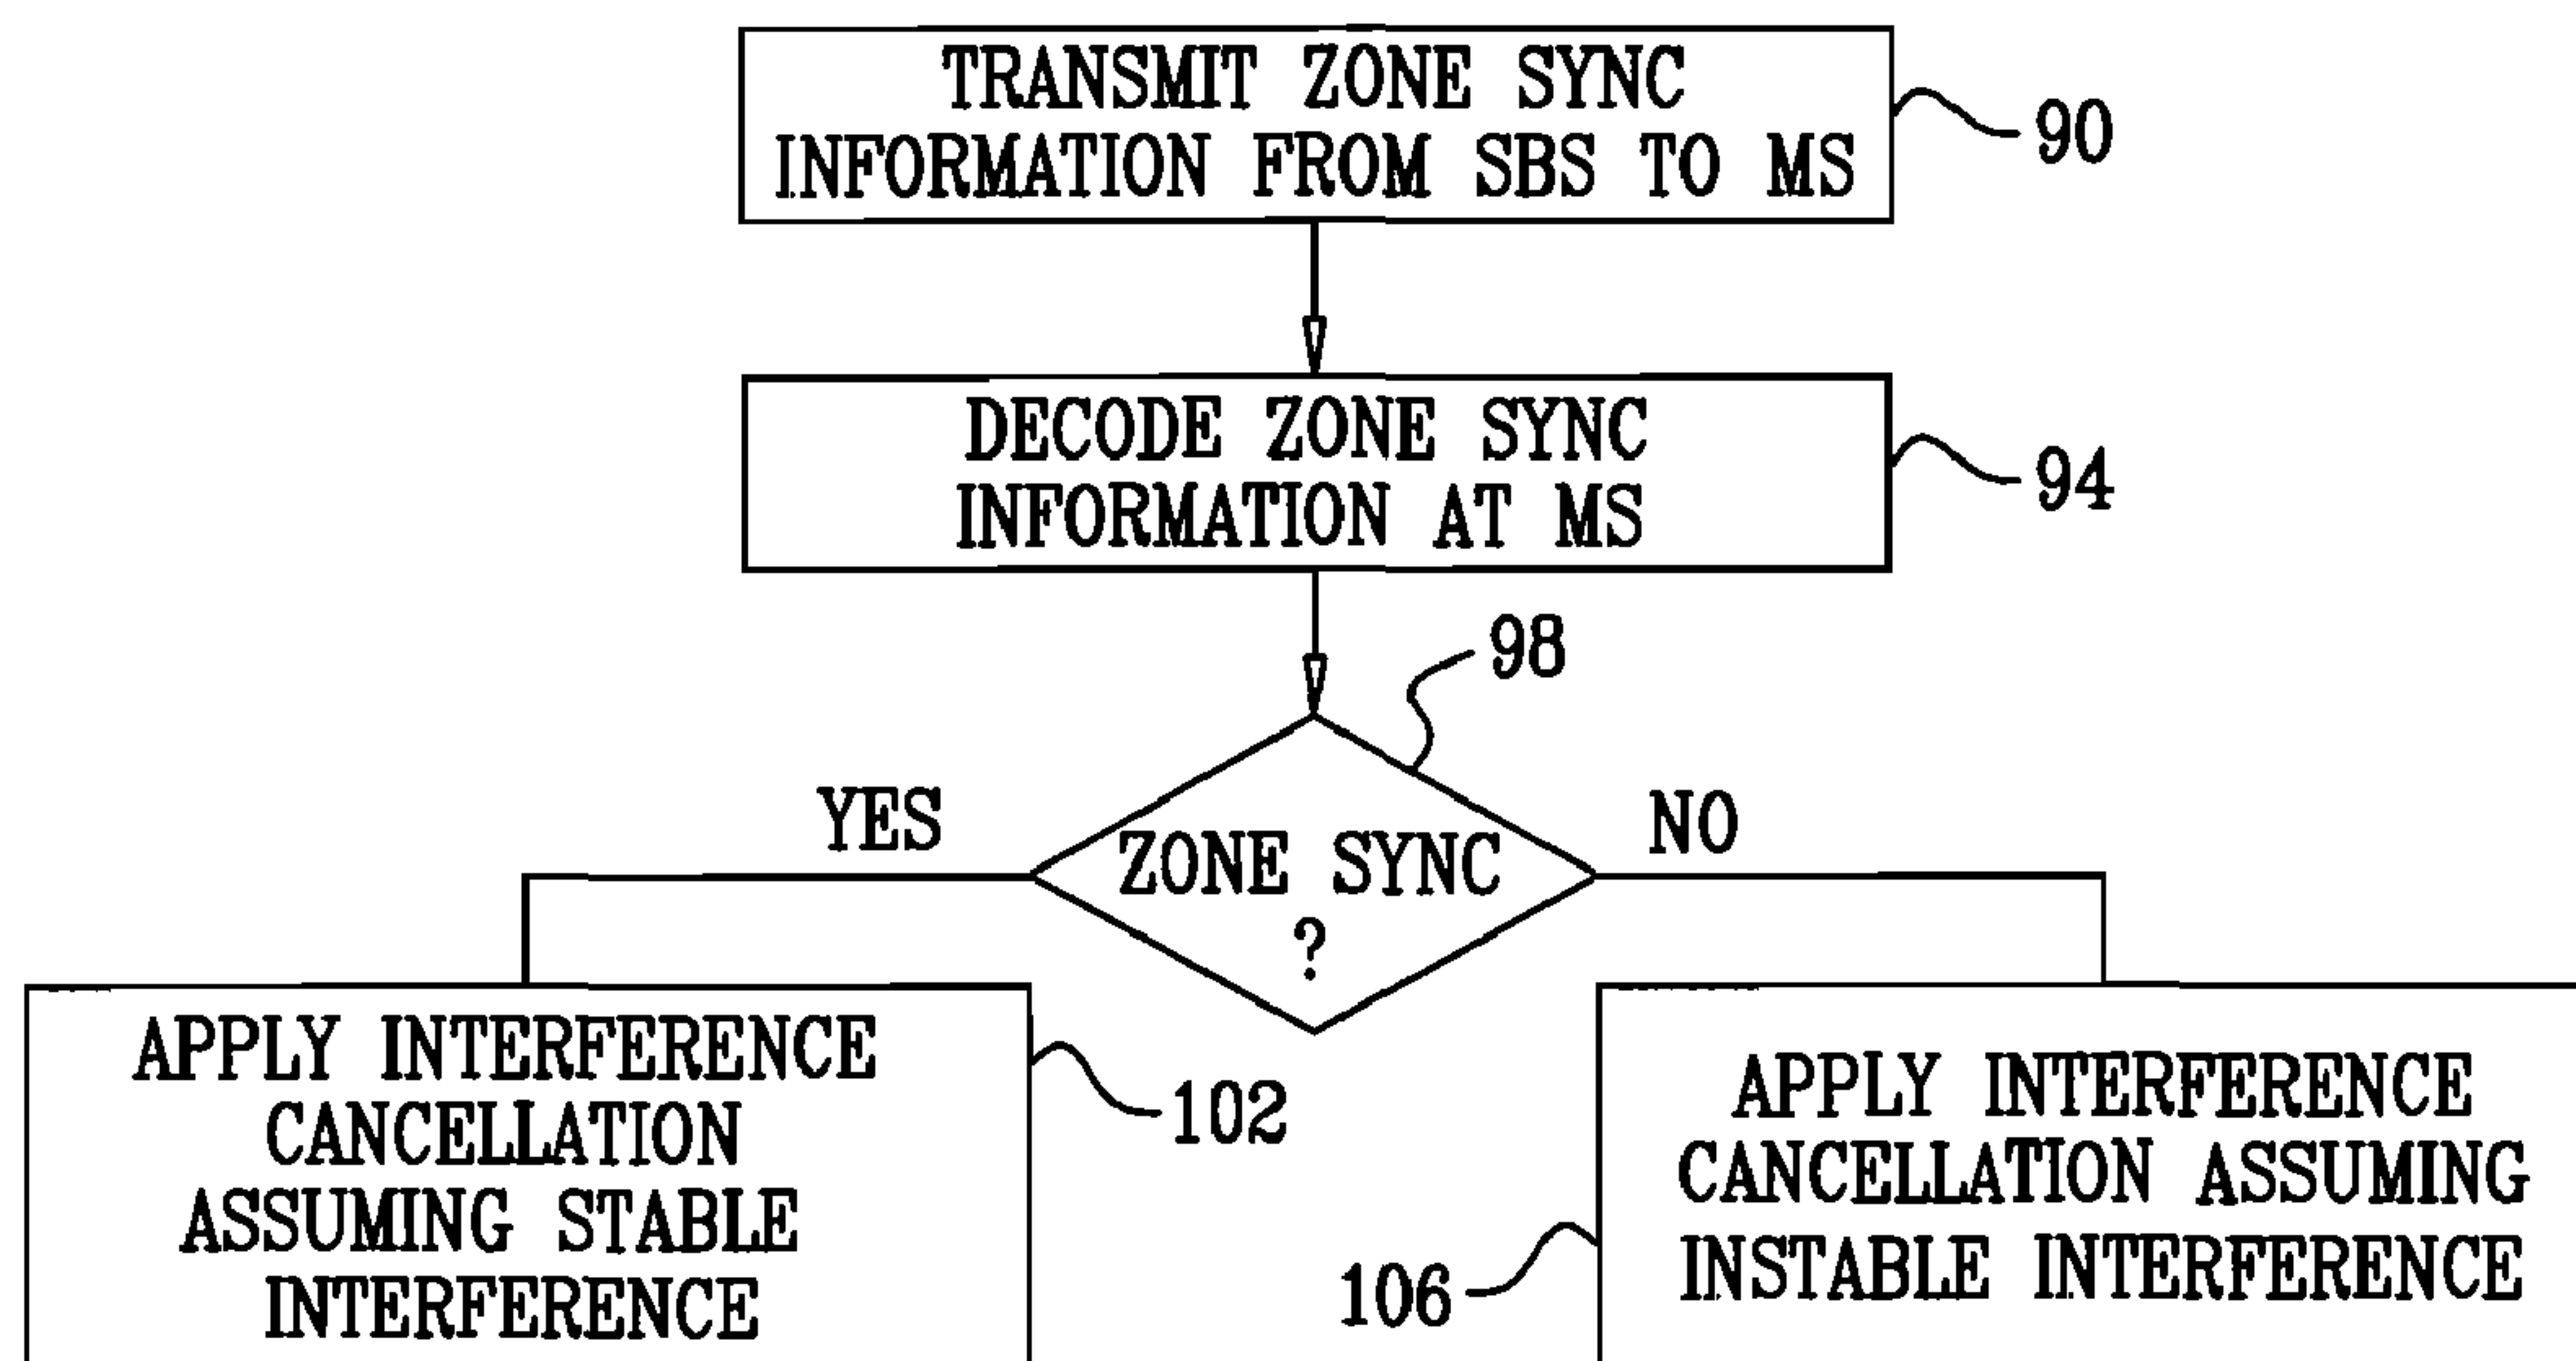 TRANSMIT ZONE SYNC
INFORMATION FROM SBS TO MS
90
DECODE ZONE SYNC
INFORMATION AT MS
94
98
YES
NO
ZONE SYNC
?
APPLY INTERFERENCE
CANCELLATION
ASSUMING STABLE
INTERFERENCE
102
APPLY INTERFERENCE
CANCELLATION ASSUMING
INSTABLE INTERFERENCE
106